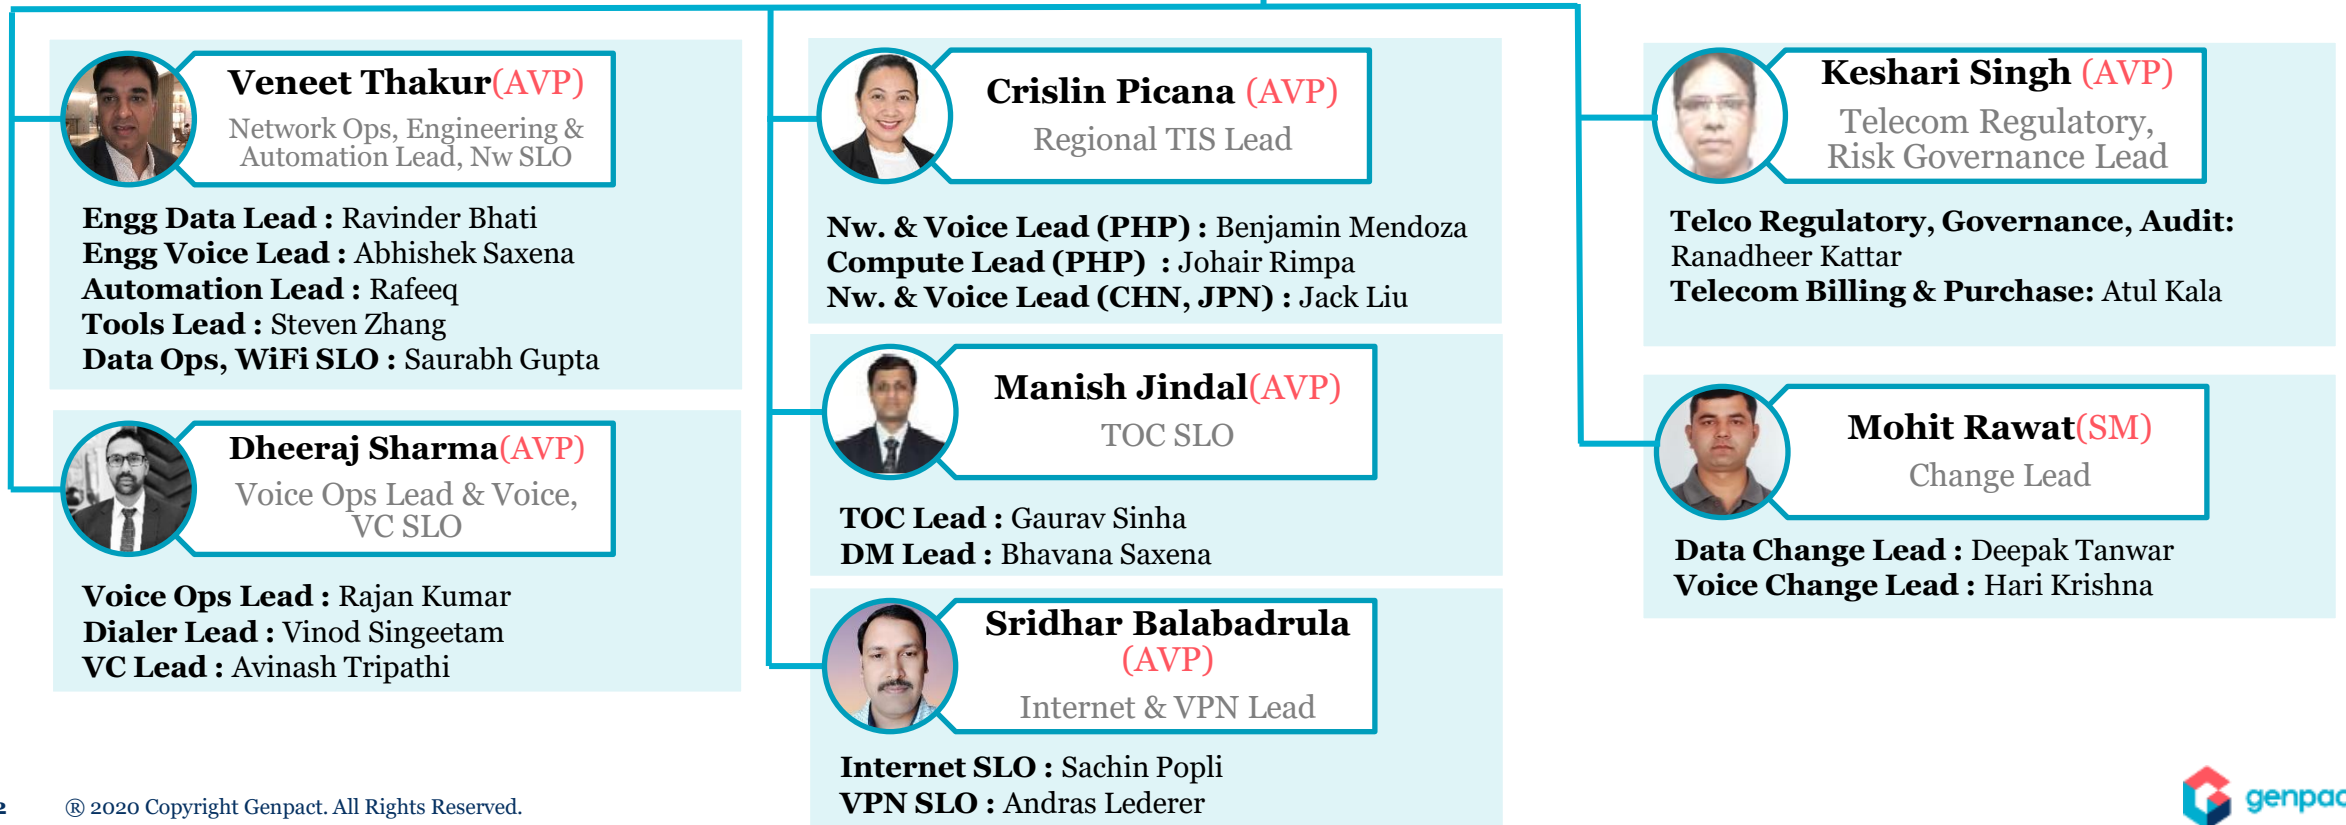 Veneet Thakur(AVP)
Network Ops, Engineering &
Automation Lead, Nw SLO
Engg Data Lead : Ravinder Bhati
Engg Voice Lead : Abhishek Saxena
Automation Lead : Rafeeq
Tools Lead : Steven Zhang
Data Ops, WiFi SLO : Saurabh Gupta
Dheeraj Sharma(AVP)
Voice Ops Lead & Voice,
VC SLO
Voice Ops Lead : Rajan Kumar
Dialer Lead : Vinod Singeetam
VC Lead : Avinash Tripathi
Crislin Picana (AVP)
Regional TIS Lead
Nw. & Voice Lead (PHP) : Benjamin Mendoza
Compute Lead (PHP) : Johair Rimpa
Nw. & Voice Lead (CHN, JPN) : Jack Liu
Manish Jindal(AVP)
TOC SLO
TOC Lead : Gaurav Sinha
DM Lead : Bhavana Saxena
Sridhar Balabadrula
(AVP)
Internet & VPN Lead
Internet SLO : Sachin Popli
VPN SLO : Andras Lederer
Keshari Singh (AVP)
Telecom Regulatory,
Risk Governance Lead
Telco Regulatory, Governance, Audit:
Ranadheer Kattar
Telecom Billing & Purchase: Atul Kala
Mohit Rawat(SM)
Change Lead
Data Change Lead : Deepak Tanwar
Voice Change Lead : Hari Krishna
2 ® 2020 Copyright Genpact. All Rights Reserved.
genpac